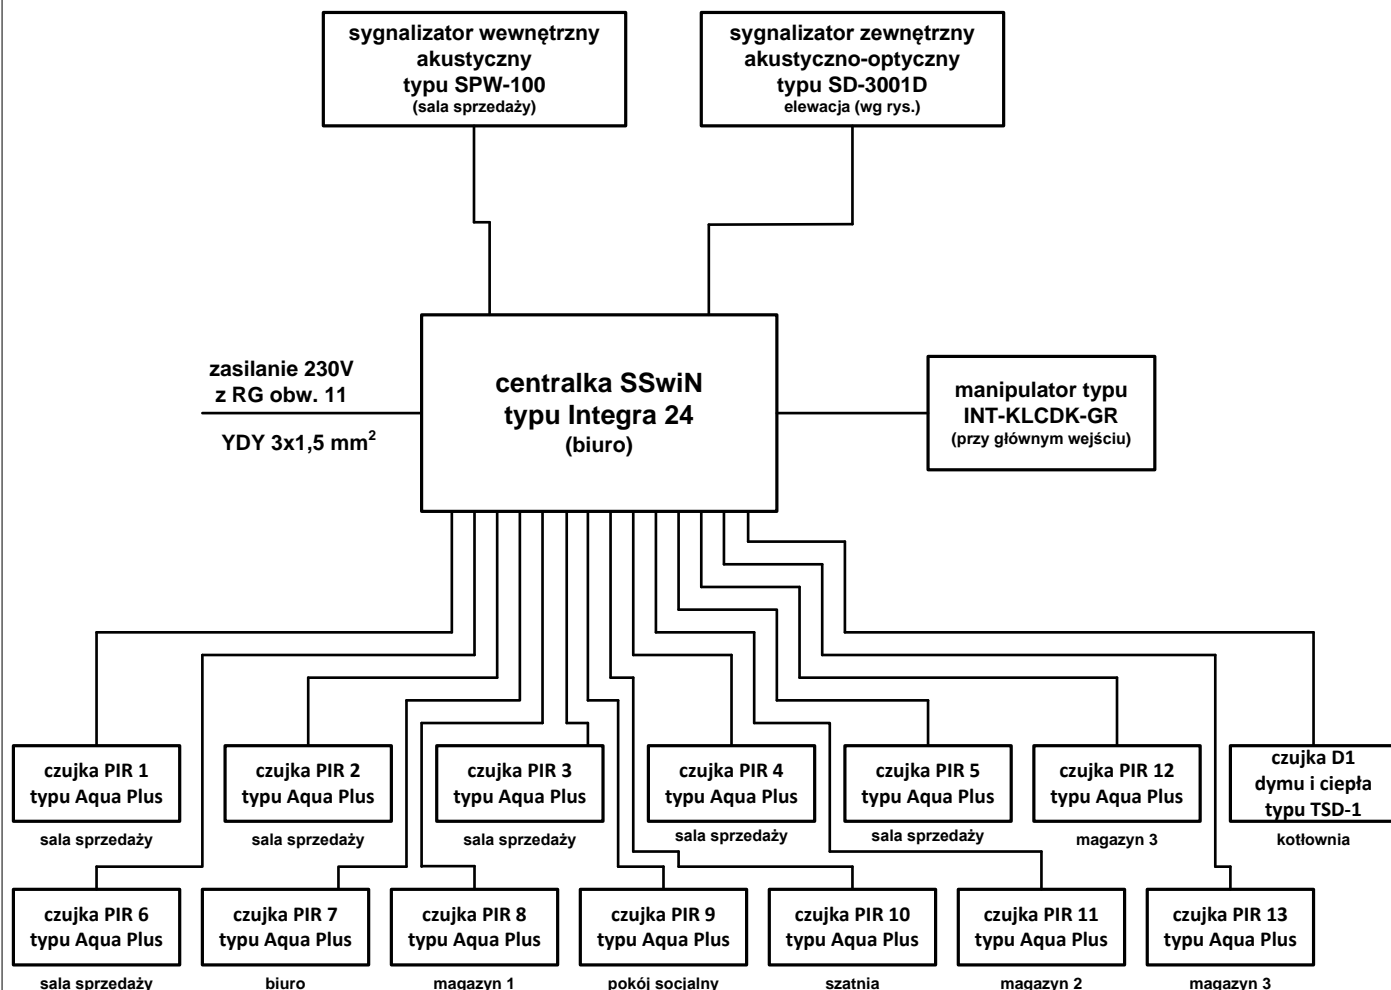 sygnalizator wewnętrzny
akustyczny
typu SPW-100
(sala sprzedaży)
sygnalizator zewnętrzny
akustyczno-optyczny
typu SD-3001D
elewacja (wg rys.)
zasilanie 230V
z RG obw. 11
YDY 3x1,5 mm²
centralka SSwiN
typu Integra 24
(biuro)
manipulator typu
INT-KLCDK-GR
(przy głównym wejściu)
czujka PIR 1
typu Aqua Plus
sala sprzedaży
czujka PIR 2
typu Aqua Plus
sala sprzedaży
czujka PIR 3
typu Aqua Plus
sala sprzedaży
czujka PIR 4
typu Aqua Plus
sala sprzedaży
czujka PIR 5
typu Aqua Plus
sala sprzedaży
czujka PIR 12
typu Aqua Plus
magazyn 3
czujka D1
dymu i ciepła
typu TSD-1
kotłownia
czujka PIR 6
typu Aqua Plus
sala sprzedaży
czujka PIR 7
typu Aqua Plus
biuro
czujka PIR 8
typu Aqua Plus
magazyn 1
czujka PIR 9
typu Aqua Plus
pokój socjalny
czujka PIR 10
typu Aqua Plus
szatnia
czujka PIR 11
typu Aqua Plus
magazyn 2
czujka PIR 13
typu Aqua Plus
magazyn 3